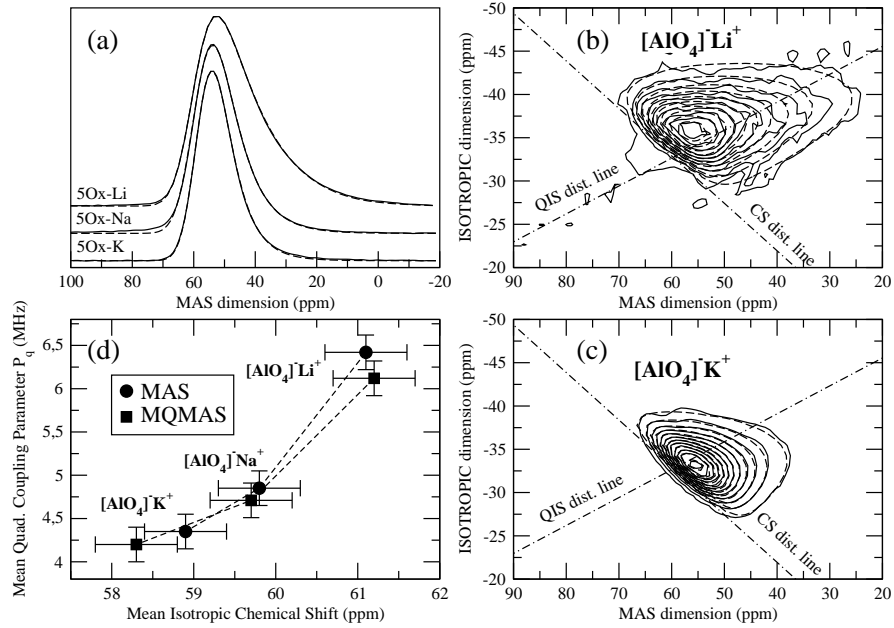 (a)
5Ox-Li
5Ox-Na
5Ox-K
100 80 60 40 20 0 -20
MAS dimension (ppm)
(b)
[AlO₄]⁻Li⁺
ISOTROPIC dimension (ppm)
-50
-45
-40
-35
-30
-25
-20
QIS dist. line
CS dist. line
90 80 70 60 50 40 30 20
MAS dimension (ppm)
(d)
Mean Quad. Coupling Parameter P_q (MHz)
6,5
6
5,5
5
4,5
4
MAS
MQMAS
[AlO₄]⁻Li⁺
[AlO₄]⁻Na⁺
[AlO₄]⁻K⁺
58 59 60 61 62
Mean Isotropic Chemical Shift (ppm)
(c)
[AlO₄]⁻K⁺
ISOTROPIC dimension (ppm)
-50
-45
-40
-35
-30
-25
-20
QIS dist. line
CS dist. line
90 80 70 60 50 40 30 20
MAS dimension (ppm)